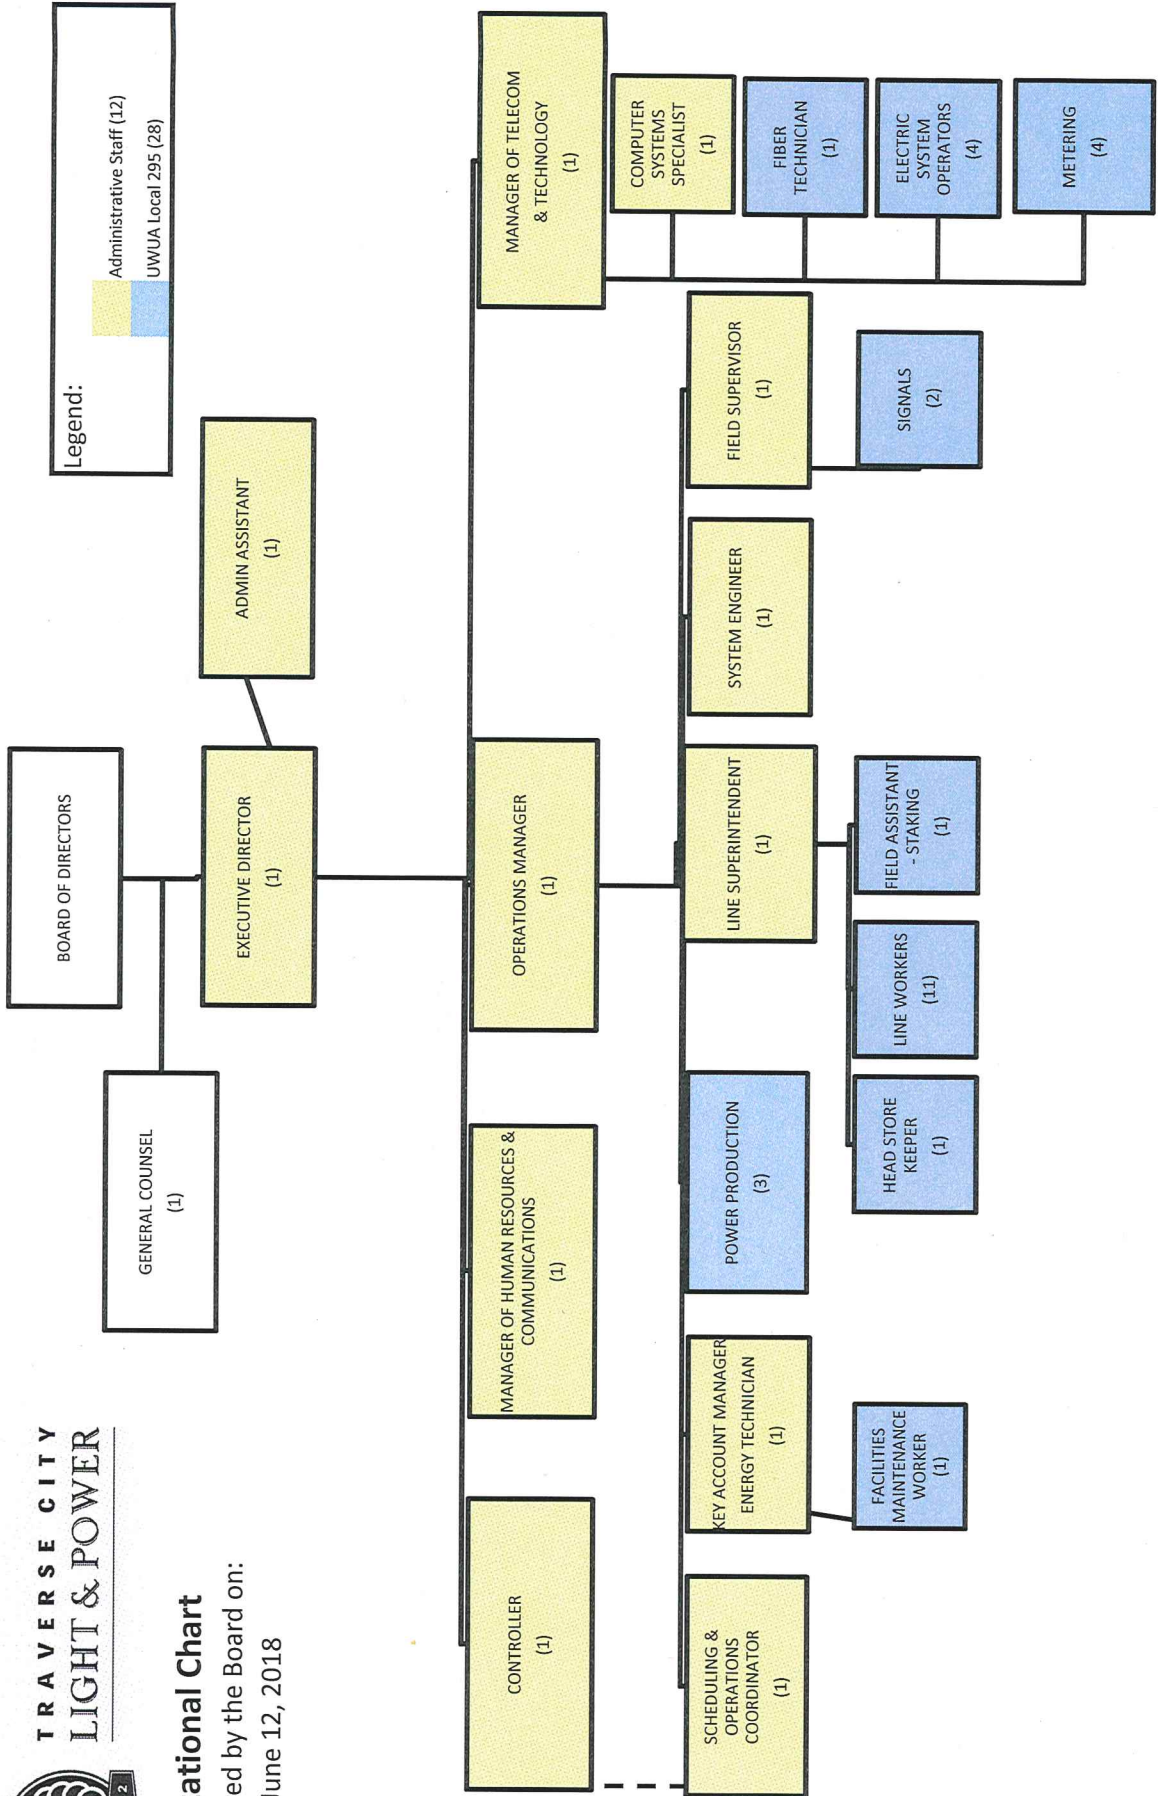 TRAVERSE CITY
LIGHT & POWER
2
ational Chart
ed by the Board on:
June 12, 2018
Legend:
Administrative Staff (12)
UWUA Local 295 (28)
BOARD OF DIRECTORS
GENERAL COUNSEL
(1)
EXECUTIVE DIRECTOR
(1)
ADMIN ASSISTANT
(1)
CONTROLLER
(1)
MANAGER OF HUMAN RESOURCES &
COMMUNICATIONS
(1)
OPERATIONS MANAGER
(1)
MANAGER OF TELECOM
& TECHNOLOGY
(1)
SCHEDULING &
OPERATIONS
COORDINATOR
(1)
KEY ACCOUNT MANAGER
ENERGY TECHNICIAN
(1)
POWER PRODUCTION
(3)
LINE SUPERINTENDENT
(1)
SYSTEM ENGINEER
(1)
FIELD SUPERVISOR
(1)
COMPUTER
SYSTEMS
SPECIALIST
(1)
FIBER
TECHNICIAN
(1)
ELECTRIC
SYSTEM
OPERATORS
(4)
METERING
(4)
FACILITIES
MAINTENANCE
WORKER
(1)
HEAD STORE
KEEPER
(1)
LINE WORKERS
(11)
FIELD ASSISTANT
- STAKING
(1)
SIGNALS
(2)